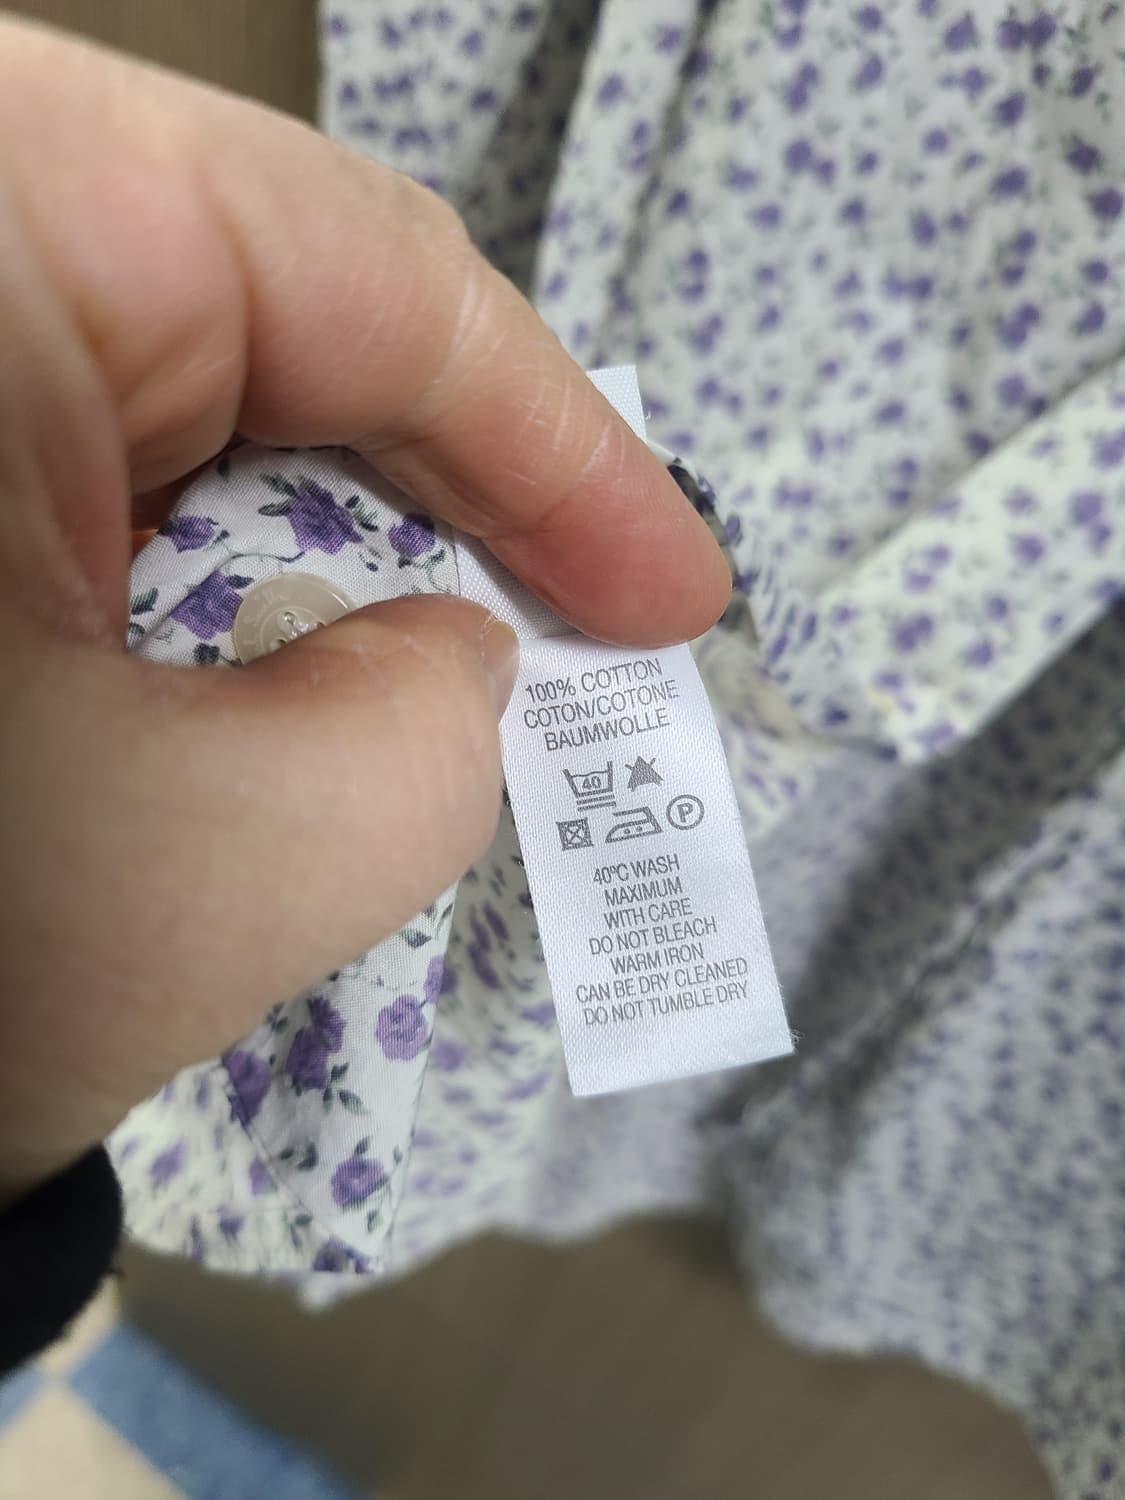 100% COTTON
COTON/COTONE
BAUMWOLLE
40
P
40°C WASH
MAXIMUM
WITH CARE
DO NOT BLEACH
WARM IRON
CAN BE DRY CLEANED
DO NOT TUMBLE DRY